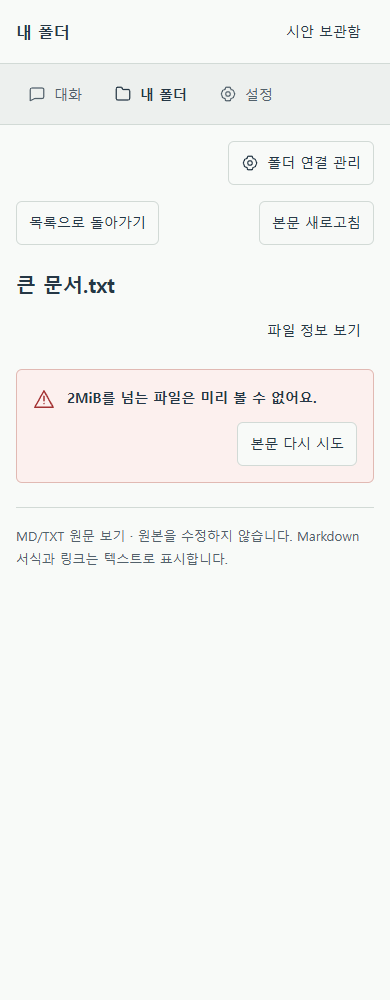 내 폴더
시안 보관함
대화
내 폴더
설정
폴더 연결 관리
목록으로 돌아가기
본문 새로고침
큰 문서.txt
파일 정보 보기
2MiB를 넘는 파일은 미리 볼 수 없어요.
본문 다시 시도
MD/TXT 원문 보기 · 원본을 수정하지 않습니다. Markdown
서식과 링크는 텍스트로 표시합니다.